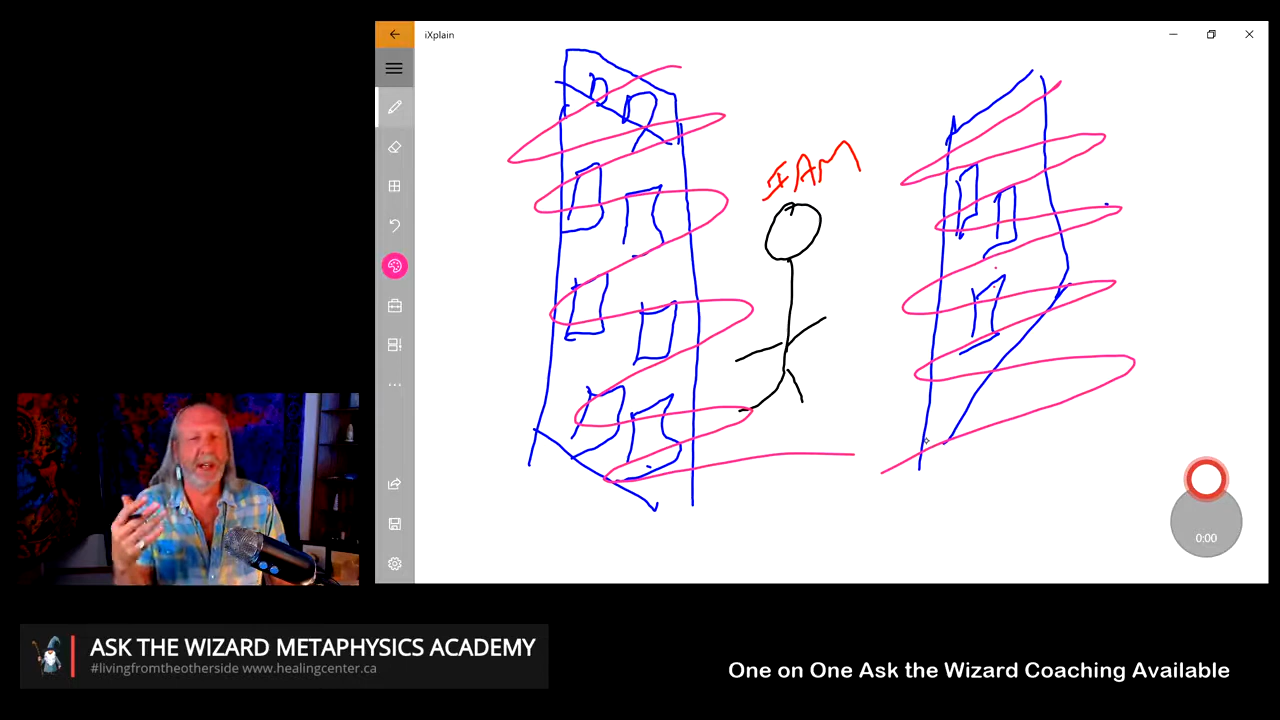 iXplain
I AM
0:00
ASK THE WIZARD METAPHYSICS ACADEMY
#livingfromtheotherside www.healingcenter.ca
One on One Ask the Wizard Coaching Available